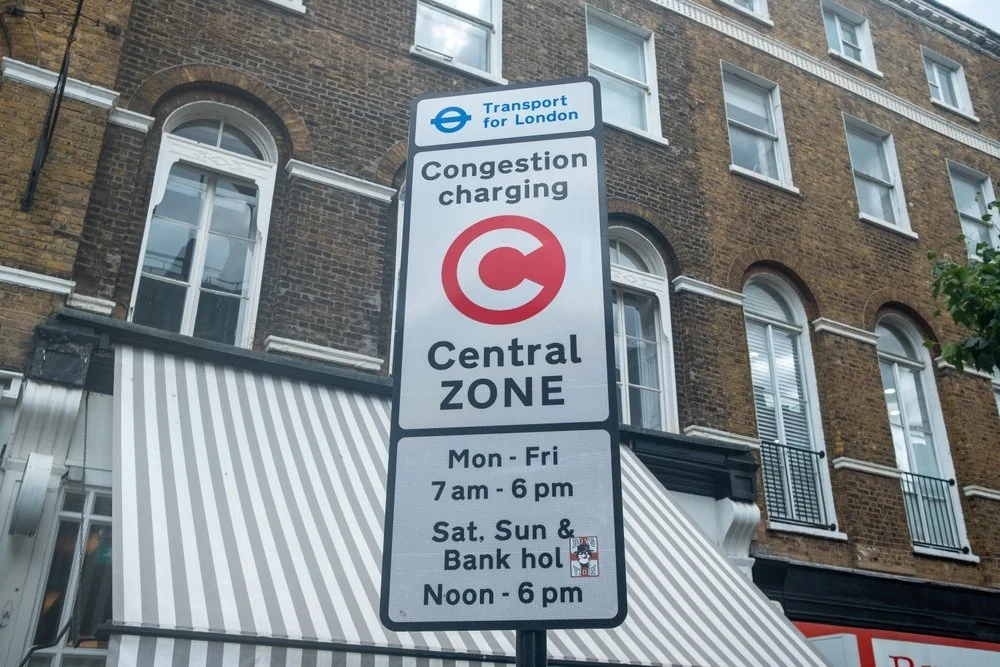 Transport
for London
Congestion
charging
C
Central
ZONE
Mon - Fri
7 am - 6 pm
Sat, Sun &
Bank hol
Noon - 6 pm